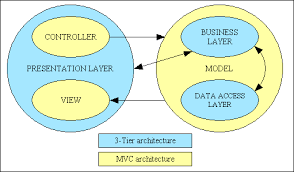 CONTROLLER
PRESENTATION LAYER
VIEW
BUSINESS
LAYER
MODEL
DATA ACCESS
LAYER
3-Tier architecture
MVC architecture